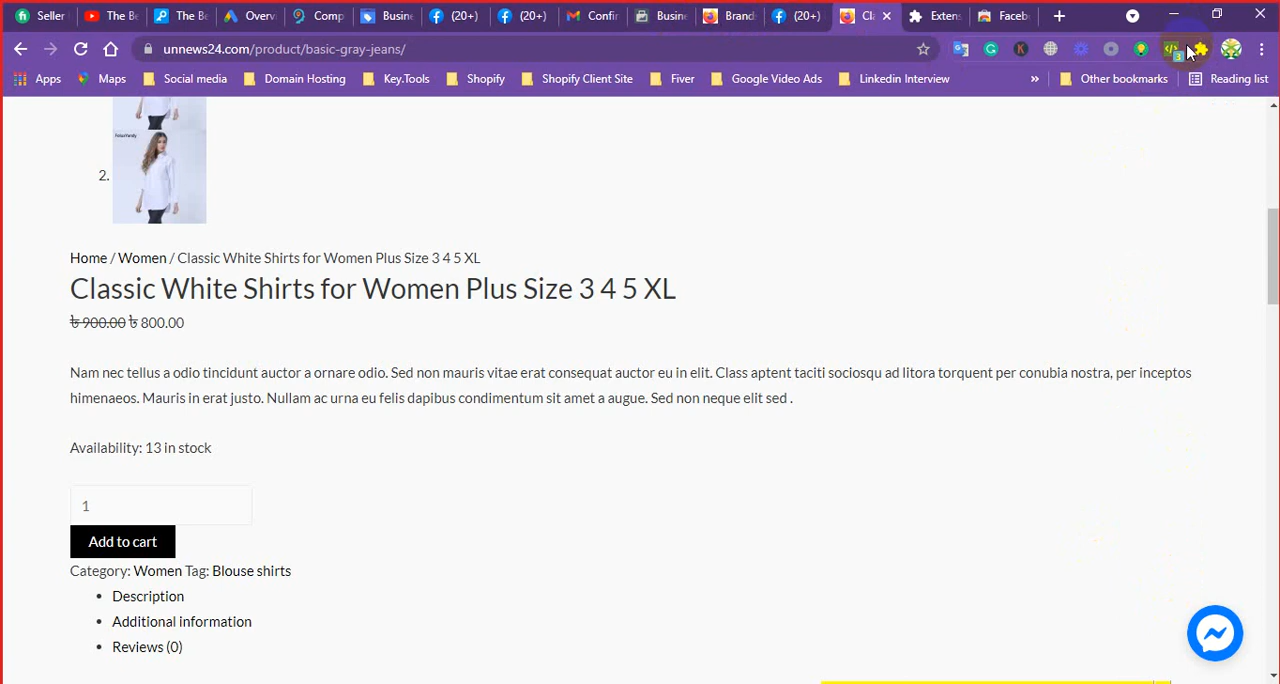 Seller
The Be
The Be
Overvi
Comp
Busine
(20+)
(20+)
Confir
Busine
Brand
(20+)
Cl
Extens
Faceb
unnews24.com/product/basic-gray-jeans/
3
Apps
Maps
Social media
Domain Hosting
Key.Tools
Shopify
Shopify Client Site
Fiver
Google Video Ads
Linkedin Interview
»
Other bookmarks
Reading list
2.
Home / Women / Classic White Shirts for Women Plus Size 3 4 5 XL
Classic White Shirts for Women Plus Size 3 4 5 XL
৳ 900.00 ৳ 800.00
Nam nec tellus a odio tincidunt auctor a ornare odio. Sed non mauris vitae erat consequat auctor eu in elit. Class aptent taciti sociosqu ad litora torquent per conubia nostra, per inceptos
himenaeos. Mauris in erat justo. Nullam ac urna eu felis dapibus condimentum sit amet a augue. Sed non neque elit sed .
Availability: 13 in stock
1
Add to cart
Category: Women Tag: Blouse shirts
• Description
• Additional information
• Reviews (0)